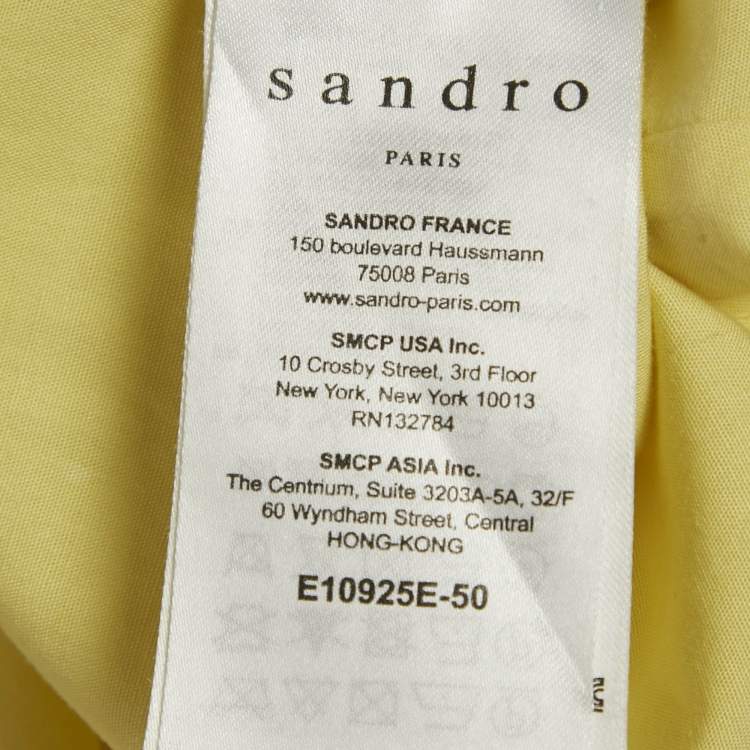 sandro
PARIS
SANDRO FRANCE
150 boulevard Haussmann
75008 Paris
www.sandro-paris.com
SMCP USA Inc.
10 Crosby Street, 3rd Floor
New York, New York 10013
RN132784
SMCP ASIA Inc.
The Centrium, Suite 3203A-5A, 32/F
60 Wyndham Street, Central
HONG-KONG
E10925E-50